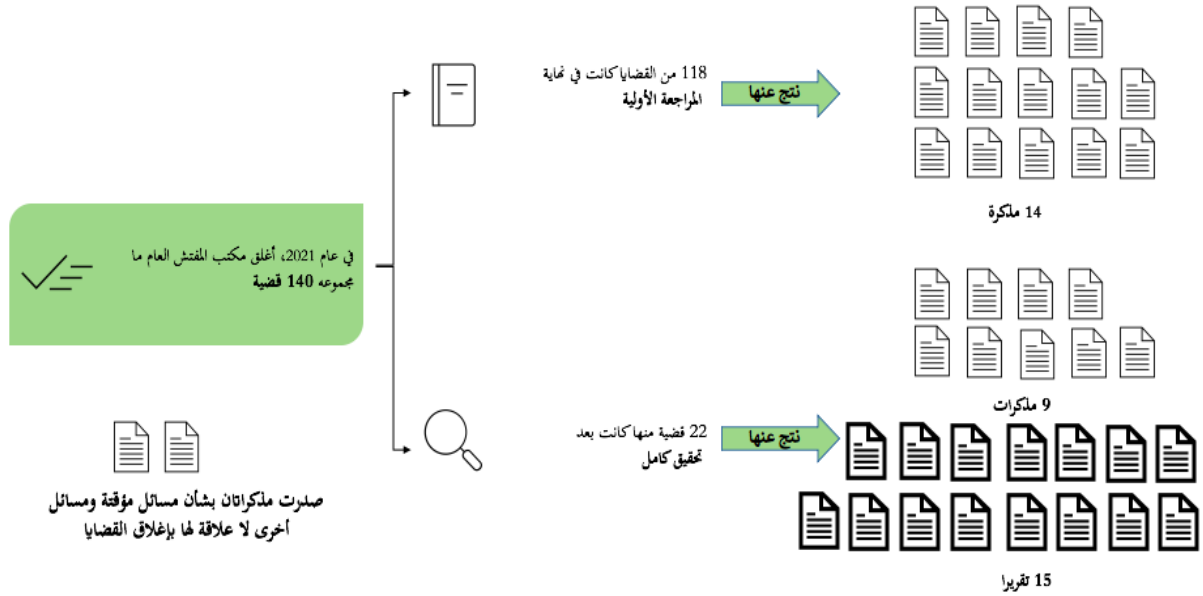 في عام 2021، أغلق مكتب المفتش العام ما
مجموعه 140 قضية
118 من القضايا كانت في نهاية
المراجعة الأولية
نتج عنها
14 مذكرة
22 قضية منها كانت بعد
تحقيق كامل
نتج عنها
9 مذكرات
15 تقريرا
صدرت مذكراتان بشأن مسائل مؤقتة ومسائل
أخرى لا علاقة لها بإغلاق القضايا